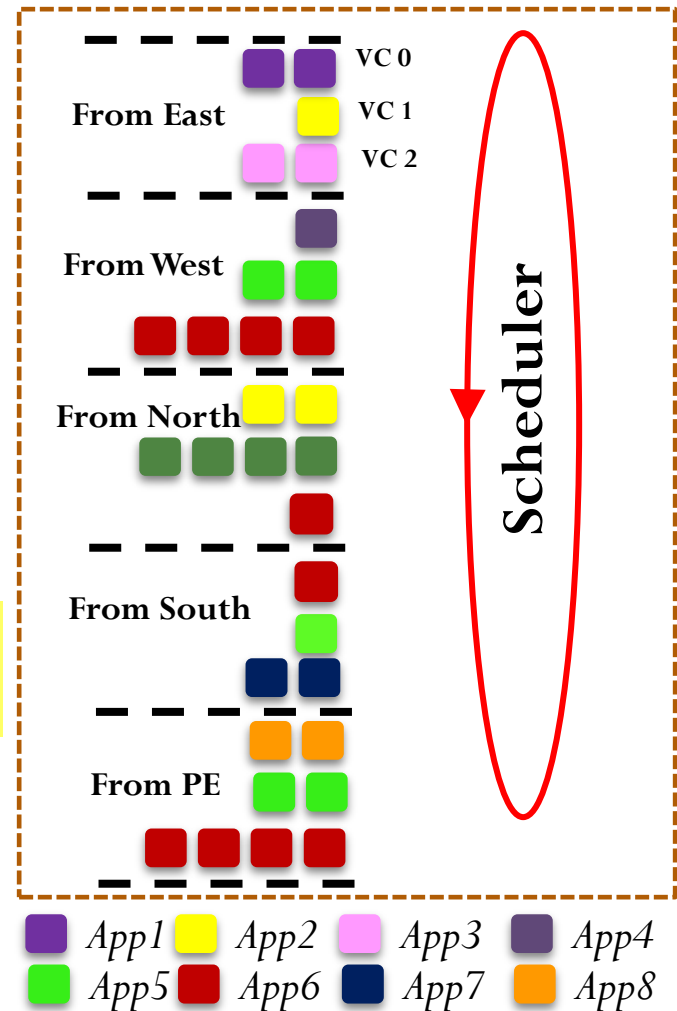 VC 0
From East
VC 1
VC 2
From West
From North
From South
From PE
Scheduler
App1 App2 App3 App4
App5 App6 App7 App8